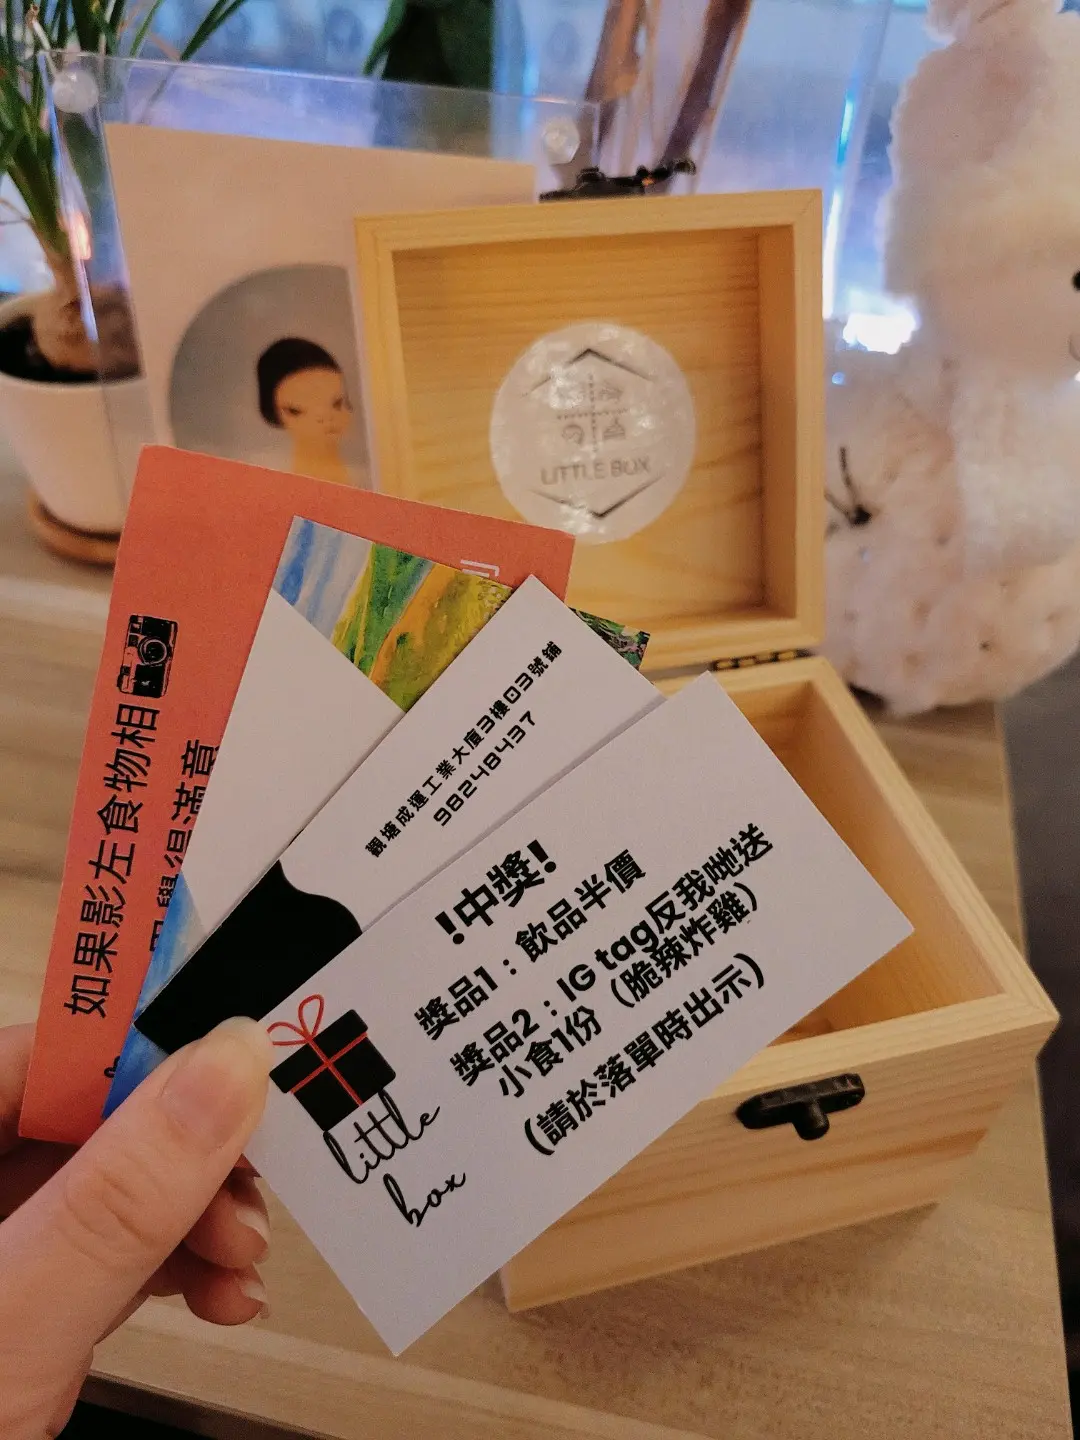 LITTLE BOX
如果影左食物相
觀塘成運工業大廈3樓03號鋪
98248437
!中獎!
獎品1：飲品半價
獎品2：IG tag反我哋送
小食1份（脆辣炸雞）
(請於落單時出示)
little
box